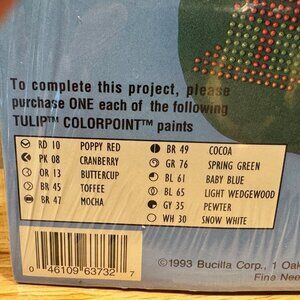 To complete this project, please
purchase ONE each of the following
TULIP™ COLORPOINT™ paints
RD 10 POPPY RED
PK 08 CRANBERRY
OR 13 BUTTERCUP
BR 45 TOFFEE
BR 47 MOCHA
BR 49 COCOA
GR 76 SPRING GREEN
BL 61 BABY BLUE
BL 65 LIGHT WEDGEWOOD
GY 35 PEWTER
WH 30 SNOW WHITE
©1993 Bucilla Corp., 1 Oak
Fine Nee
0 46109 63732 7